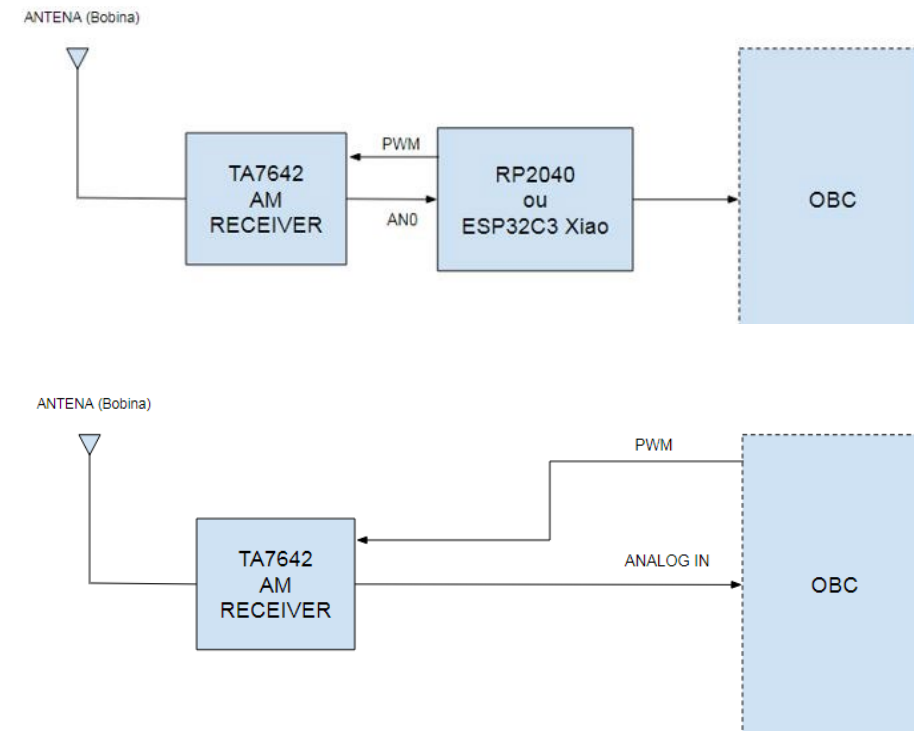 ANTENA (Bobina)
TA7642
AM
RECEIVER
PWM
AN0
RP2040
ou
ESP32C3 Xiao
OBC
ANTENA (Bobina)
TA7642
AM
RECEIVER
PWM
ANALOG IN
OBC